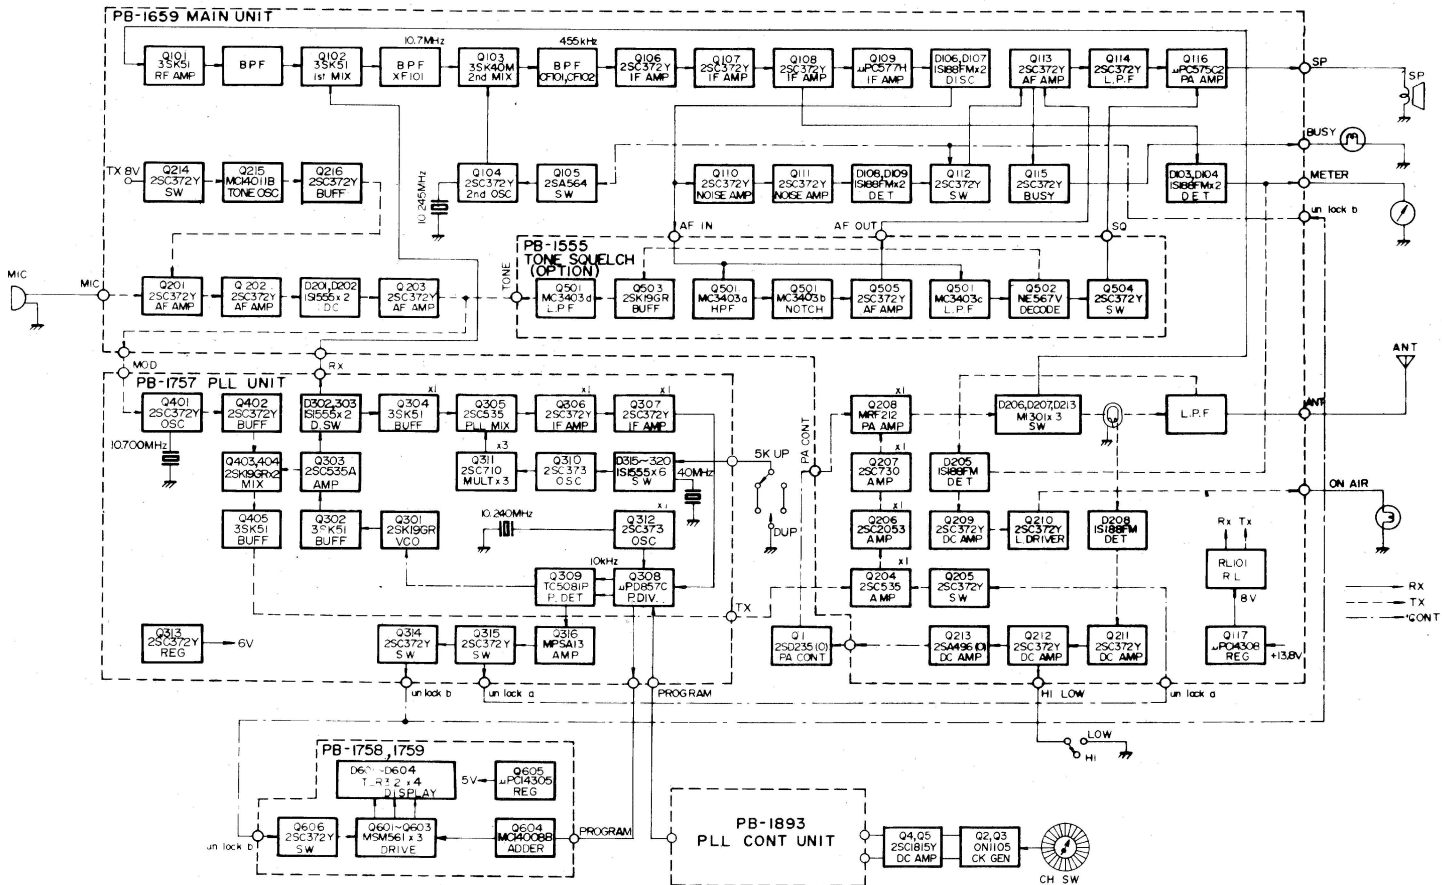 PB-1659 MAIN UNIT
10.7MHz
455kHz
Q101
3SK51
RF AMP
BPF
Q102
3SK51
1st MIX
BPF
XF101
Q103
3SK40M
2nd MIX
BPF
CF101,CF102
Q106
2SC372Y
IF AMP
Q107
2SC372Y
IF AMP
Q108
2SC372Y
IF AMP
Q109
µPC577H
IF AMP
D106,D107
1S188FMx2
DISC
Q113
2SC372Y
AF AMP
Q114
2SC372Y
L.P.F
Q116
µPC575C2
PA AMP
SP
SP
BUSY
TX 8V
Q214
2SC372Y
SW
Q215
MC14011B
TONE OSC
Q216
2SC372Y
BUFF
10.245MHz
Q104
2SC372Y
2nd OSC
Q105
2SA564
SW
Q110
2SC372Y
NOISE AMP
Q111
2SC372Y
NOISE AMP
D108,D109
1S188FMx2
DET
Q112
2SC372Y
SW
Q115
2SC372Y
BUSY
D103,D104
1S188FMx2
DET
METER
un lock b
AF IN
AF OUT
SQ
PB-1555
TONE SQUELCH
(OPTION)
TONE
MIC
MIC
Q201
2SC372Y
AF AMP
Q202
2SC372Y
AF AMP
D201,D202
1S1555 x 2
IDC
Q203
2SC372Y
AF AMP
Q501
MC3403d
L.P.F
Q503
2SK19GR
BUFF
Q501
MC3403a
HPF
Q501
MC3403b
NOTCH
Q505
2SC372Y
AF AMP
Q501
MC3403c
L.P.F
Q502
NE567V
DECODE
Q504
2SC372Y
SW
MOD
RX
ANT
PB-1757 PLL UNIT
Q401
2SC372Y
OSC
Q402
2SC372Y
BUFF
D302,303
1S1555x2
D.SW
Q304
3SK51
BUFF
x1
Q305
2SC535
PLL MIX
x1
Q306
2SC372Y
IF AMP
x1
Q307
2SC372Y
IF AMP
x1
Q208
MRF212
PA AMP
D206,D207,D213
MI301x3
SW
L.P.F
ANT
PA CONT
10.700MHz
Q403,404
2SK19GRx2
MIX
Q303
2SC535A
AMP
x3
Q311
2SC710
MULTx3
Q310
2SC373
OSC
D315~320
1S1555x6
SW
40MHz
5K UP
DUP
x1
Q207
2SC730
AMP
D205
1S188FM
DET
ON AIR
Q405
3SK51
BUFF
Q302
3SK51
BUFF
Q301
2SK19GR
VCO
10.240MHz
x1
Q312
2SC373
OSC
Q206
2SC2053
AMP
Q209
2SC372Y
DC AMP
Q210
2SC372Y
L.DRIVER
D208
1S188FM
DET
Rx Tx
RL101
RL
8V
10kHz
Q309
TC5081P
P.DET
Q308
µPD857C
P.DIV.
TX
x1
Q204
2SC535
AMP
Q205
2SC372Y
SW
RX
TX
CONT
Q313
2SC372Y
REG
6V
Q314
2SC372Y
SW
Q315
2SC372Y
SW
Q316
MPSA13
AMP
Q1
2SD235(O)
PA CONT
Q213
2SA496(O)
DC AMP
Q212
2SC372Y
DC AMP
Q211
2SC372Y
DC AMP
Q117
µPC14308
REG
+13.8V
un lock b
un lock a
PROGRAM
HI LOW
un lock a
LOW
HI
PB-1758,1759
D601~D604
x4
DISPLAY
5V
Q605
µPC14305
REG
un lock b
Q606
2SC372Y
SW
Q601~Q603
MSM561 x 3
DRIVE
Q604
MC14008B
ADDER
PROGRAM
PB-1893
PLL CONT UNIT
Q4,Q5
2SC1815Y
DC AMP
Q2,Q3
ON1105
CK GEN
CH SW